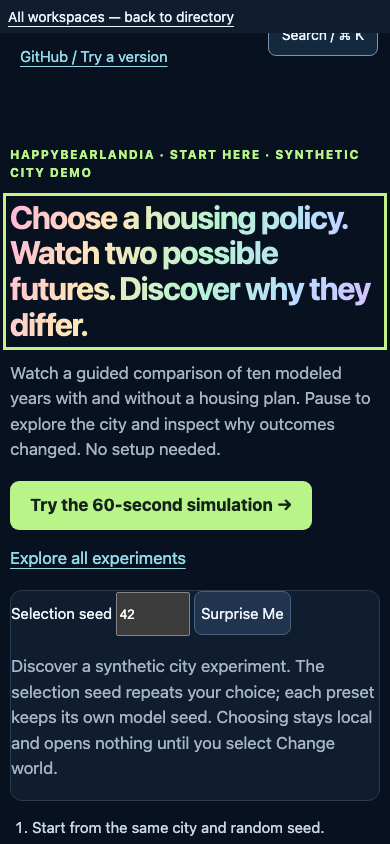 All workspaces — back to directory
Search / ⌘ K
GitHub / Try a version
HAPPYBEARLANDIA · START HERE · SYNTHETIC
CITY DEMO
Choose a housing policy.
Watch two possible
futures. Discover why they
differ.
Watch a guided comparison of ten modeled
years with and without a housing plan. Pause to
explore the city and inspect why outcomes
changed. No setup needed.
Try the 60-second simulation →
Explore all experiments
Selection seed 42 Surprise Me
Discover a synthetic city experiment. The
selection seed repeats your choice; each preset
keeps its own model seed. Choosing stays local
and opens nothing until you select Change
world.
1. Start from the same city and random seed.